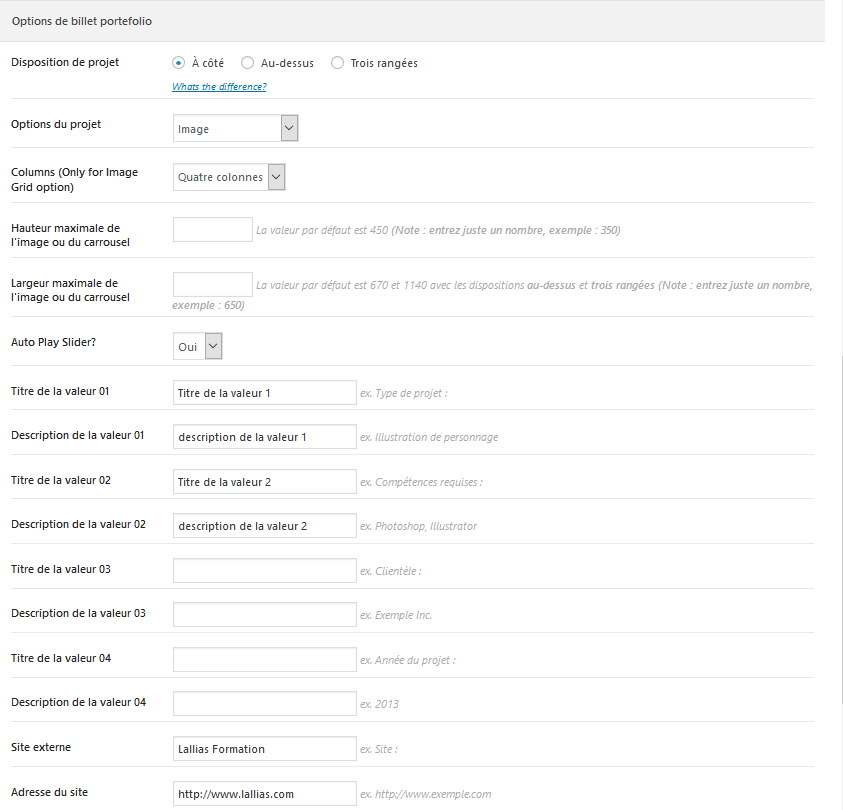 Options de billet portefolio
Disposition de projet
À côté Au-dessus Trois rangées
Whats the difference?
Options du projet
Image
Columns (Only for Image
Grid option)
Quatre colonnes
Hauteur maximale de
l'image ou du carrousel
La valeur par défaut est 450 (Note : entrez juste un nombre, exemple : 350)
Largeur maximale de
l'image ou du carrousel
La valeur par défaut est 670 et 1140 avec les dispositions au-dessus et trois rangées (Note : entrez juste un nombre,
exemple : 650)
Auto Play Slider?
Oui
Titre de la valeur 01
Titre de la valeur 1 ex. Type de projet :
Description de la valeur 01
description de la valeur 1 ex. Illustration de personnage
Titre de la valeur 02
Titre de la valeur 2 ex. Compétences requises :
Description de la valeur 02
description de la valeur 2 ex. Photoshop, Illustrator
Titre de la valeur 03
ex. Clientèle :
Description de la valeur 03
ex. Exemple Inc.
Titre de la valeur 04
ex. Année du projet :
Description de la valeur 04
ex. 2013
Site externe
Lallias Formation ex. Site :
Adresse du site
http://www.lallias.com ex. http://www.exemple.com